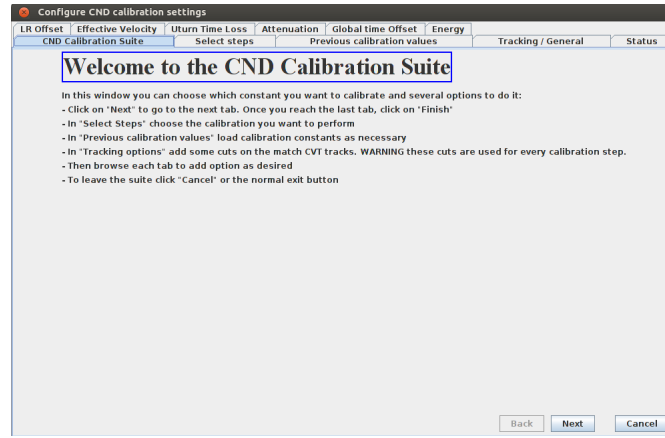 Configure CND calibration settings
LR Offset Effective Velocity Uturn Time Loss Attenuation Global time Offset Energy
CND Calibration Suite Select steps Previous calibration values Tracking / General Status
Welcome to the CND Calibration Suite
In this window you can choose which constant you want to calibrate and several options to do it:
- Click on "Next" to go to the next tab. Once you reach the last tab, click on "Finish"
- In "Select Steps" choose the calibration you want to perform
- In "Previous calibration values" load calibration constants as necessary
- In "Tracking options" add some cuts on the match CVT tracks. WARNING these cuts are used for every calibration step.
- Then browse each tab to add option as desired
- To leave the suite click "Cancel" or the normal exit button
Back Next Cancel